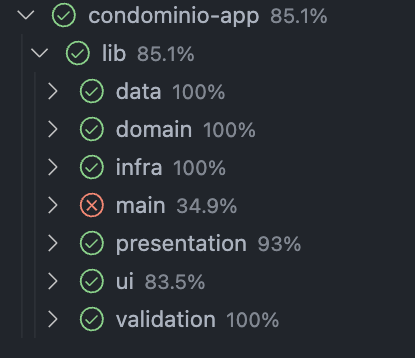 condominio-app 85.1%
lib 85.1%
data 100%
domain 100%
infra 100%
main 34.9%
presentation 93%
ui 83.5%
validation 100%